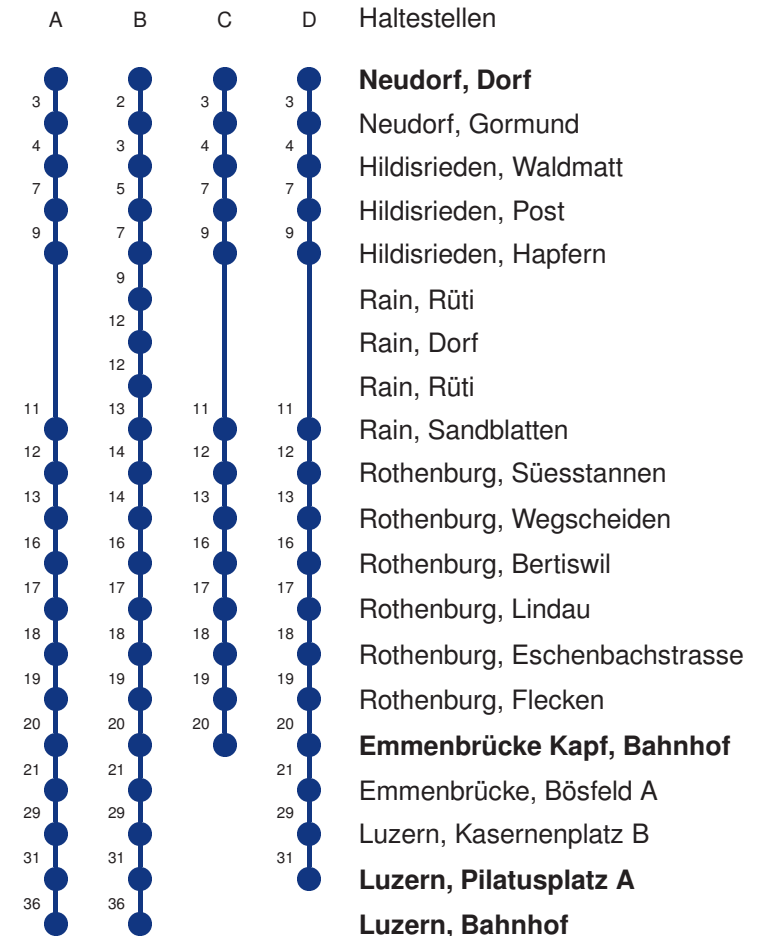 A B C D Haltestellen
Neudorf, Dorf
3 2 3 3
Neudorf, Gormund
4 3 4 4
Hildisrieden, Waldmatt
7 5 7 7
Hildisrieden, Post
9 7 9 9
Hildisrieden, Hapfern
9
Rain, Rüti
12
Rain, Dorf
12
Rain, Rüti
11 13 11 11
Rain, Sandblatten
12 14 12 12
Rothenburg, Süesstannen
13 14 13 13
Rothenburg, Wegscheiden
16 16 16 16
Rothenburg, Bertiswil
17 17 17 17
Rothenburg, Lindau
18 18 18 18
Rothenburg, Eschenbachstrasse
19 19 19 19
Rothenburg, Flecken
20 20 20 20
Emmenbrücke Kapf, Bahnhof
21 21 21
Emmenbrücke, Bösfeld A
29 29 29
Luzern, Kasernenplatz B
31 31 31
Luzern, Pilatusplatz A
36 36
Luzern, Bahnhof